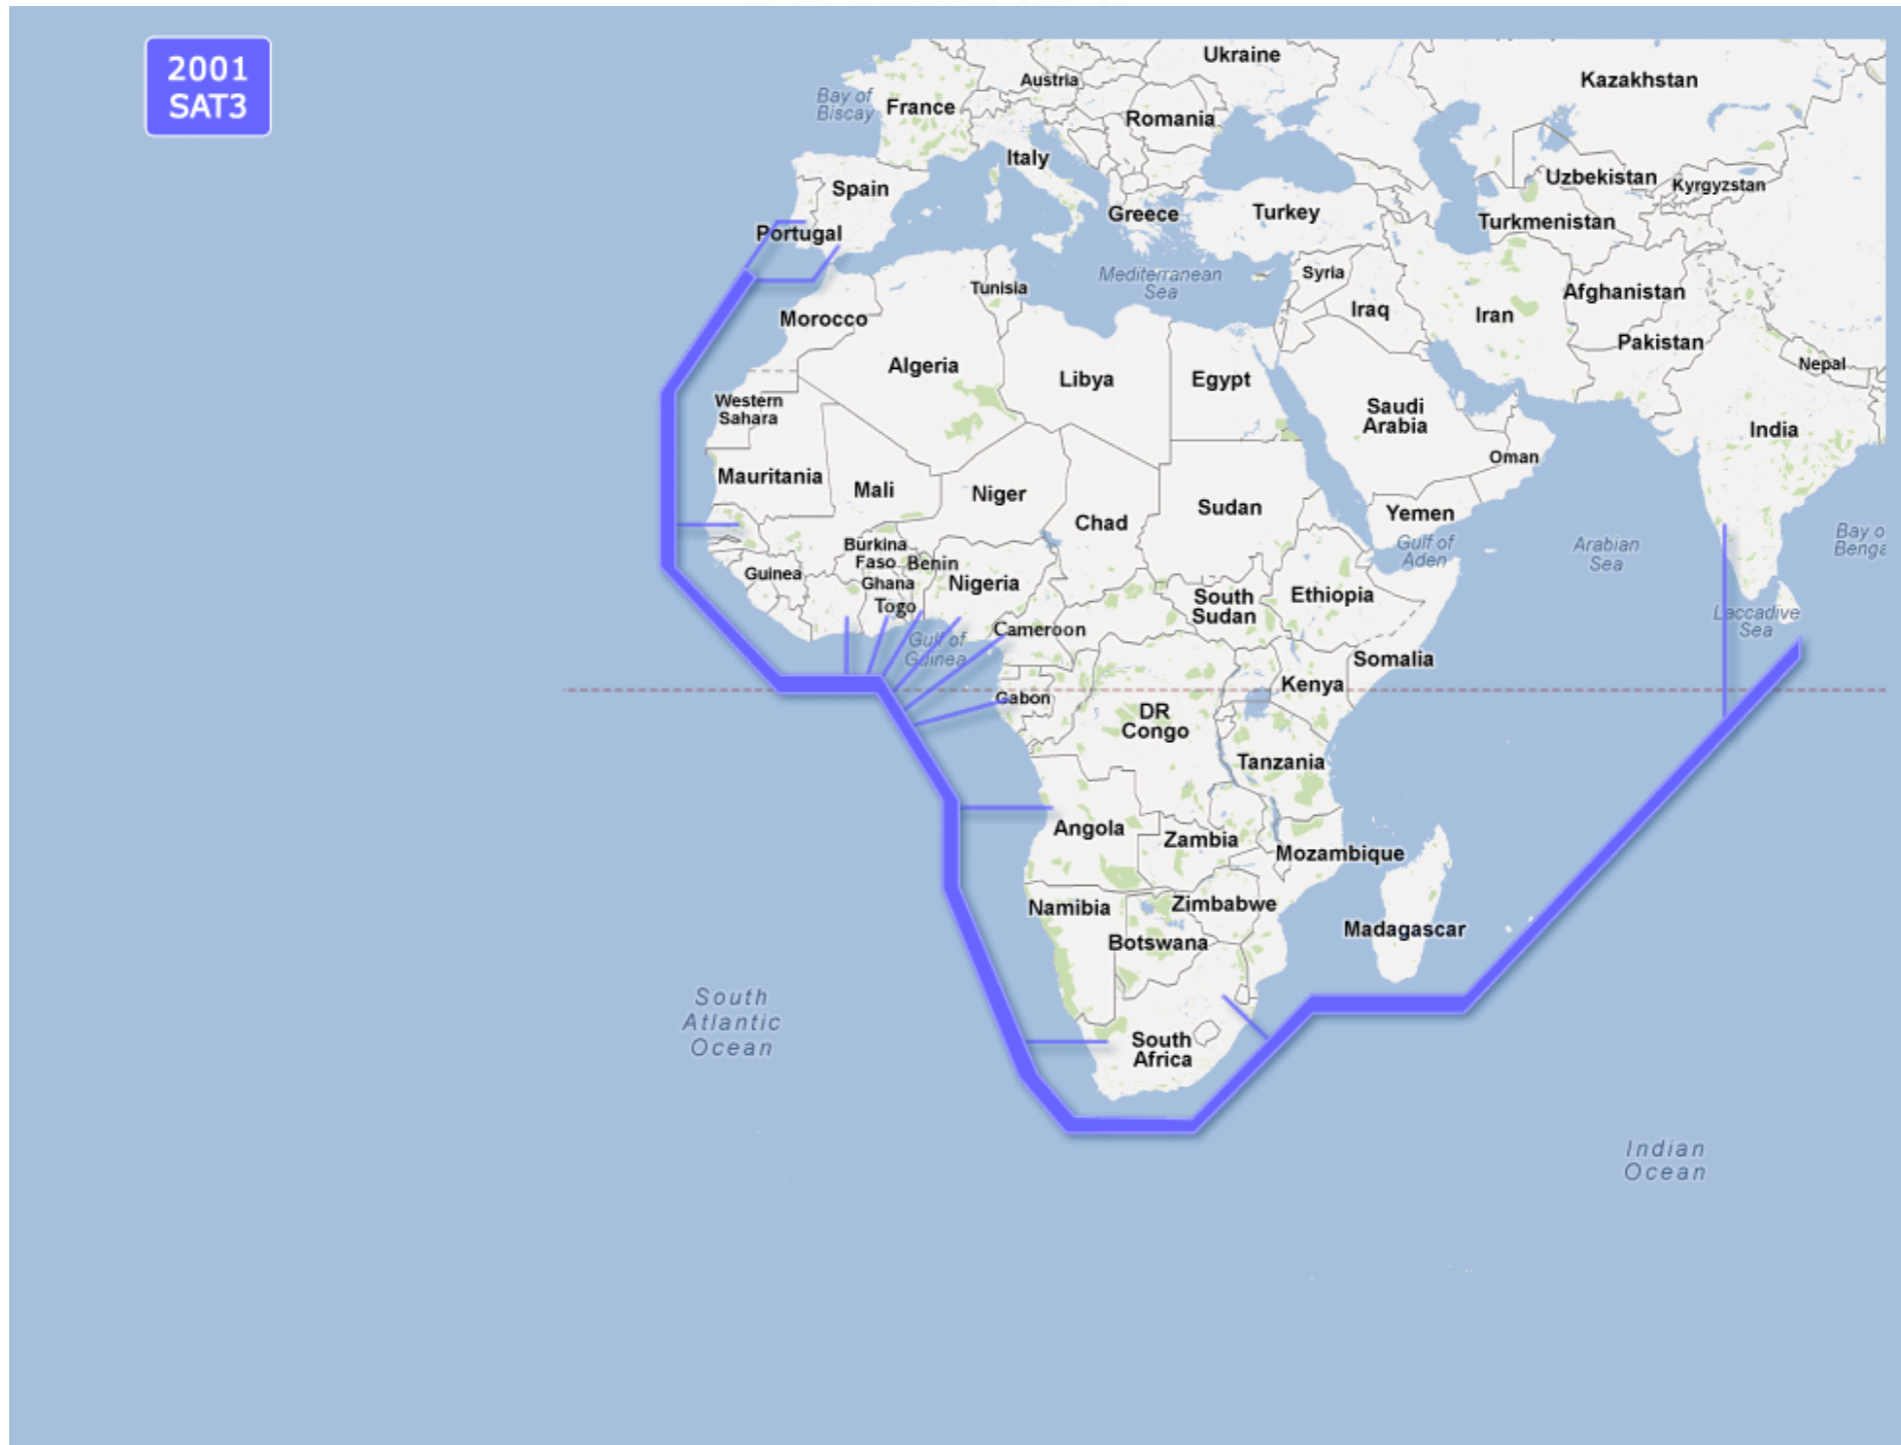 2001
SAT3
Ukraine
Kazakhstan
Austria
Bay of
Biscay
France
Romania
Italy
Uzbekistan
Kyrgyzstan
Spain
Greece
Turkey
Turkmenistan
Portugal
Mediterranean
Sea
Syria
Tunisia
Afghanistan
Morocco
Iraq
Iran
Pakistan
Algeria
Libya
Egypt
Nepal
Western
Sahara
Saudi
Arabia
India
Oman
Mauritania
Mali
Niger
Sudan
Yemen
Chad
Burkina
Faso
Benin
Gulf of
Aden
Arabian
Sea
Bay o
Benga
Guinea
Ghana
Nigeria
Togo
South
Sudan
Ethiopia
Laccadive
Sea
Cameroon
Gulf of
Guinea
Somalia
Gabon
Kenya
DR
Congo
Tanzania
Angola
Zambia
Mozambique
Namibia
Zimbabwe
Botswana
Madagascar
South
Atlantic
Ocean
South
Africa
Indian
Ocean